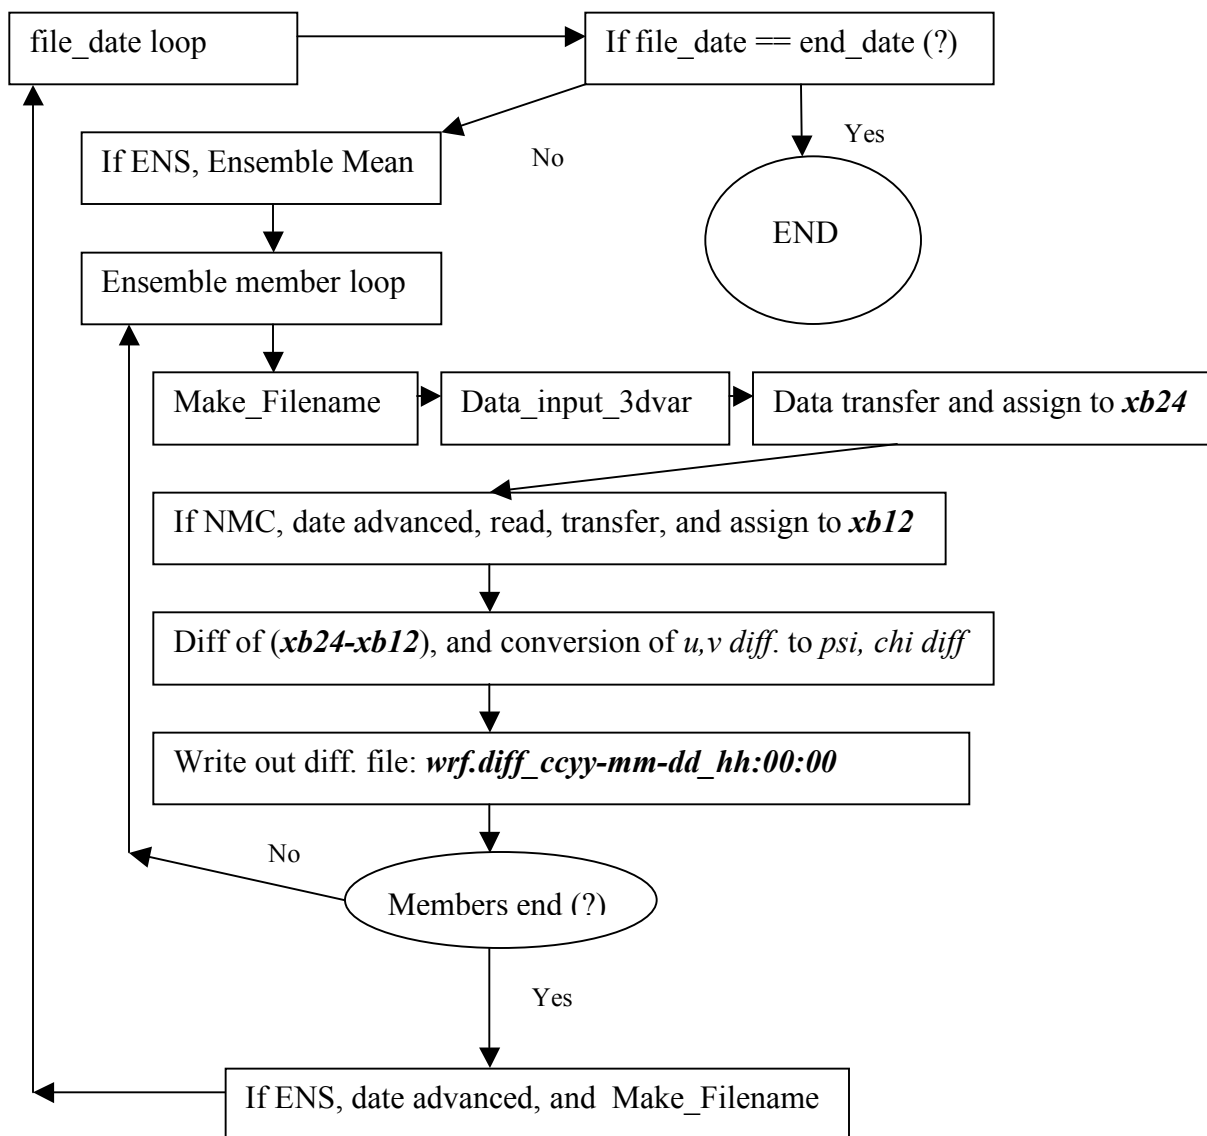 file_date loop
If file_date == end_date (?)
Yes
No
If ENS, Ensemble Mean
END
Ensemble member loop
Make_Filename
Data_input_3dvar
Data transfer and assign to xb24
If NMC, date advanced, read, transfer, and assign to xb12
Diff of (xb24-xb12), and conversion of u,v diff. to psi, chi diff
Write out diff. file: wrf.diff_ccyy-mm-dd_hh:00:00
No
Members end (?)
Yes
If ENS, date advanced, and Make_Filename